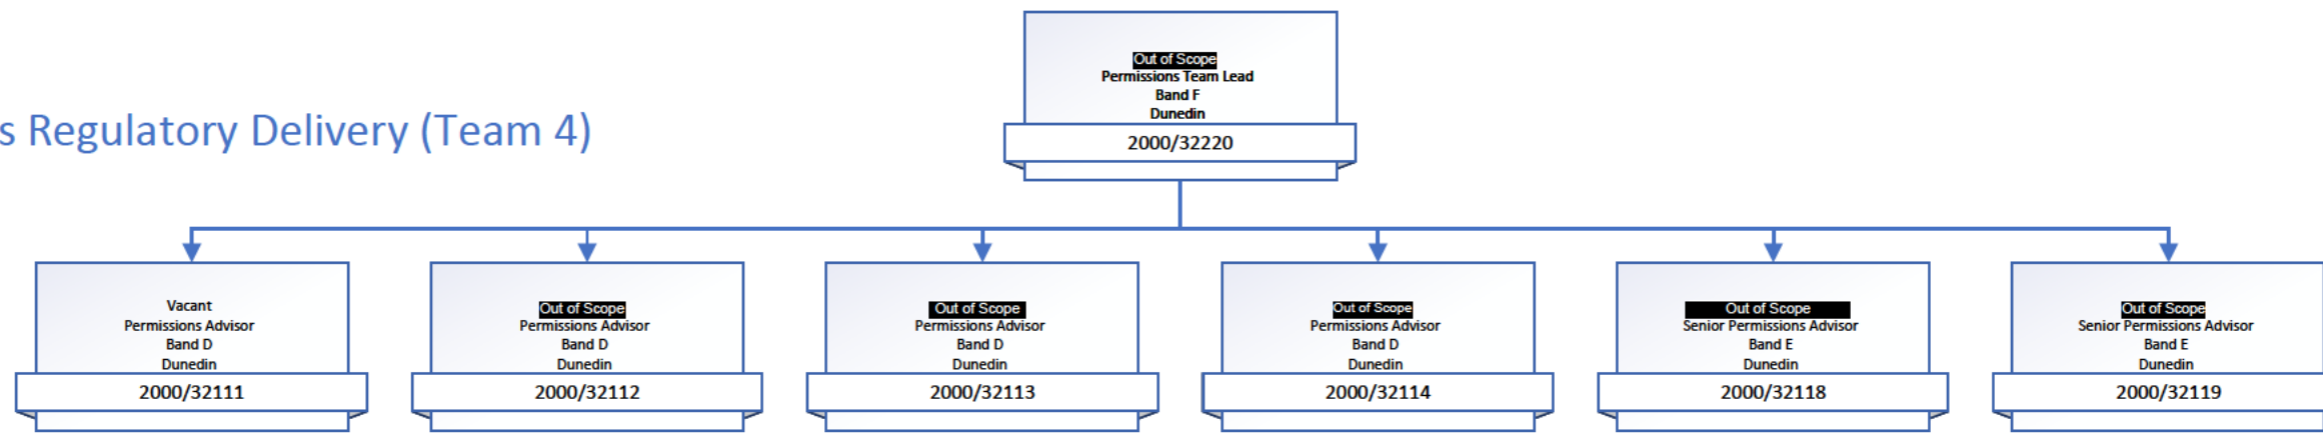 s Regulatory Delivery (Team 4)
Out of Scope
Permissions Team Lead
Band F
Dunedin
2000/32220
Vacant
Permissions Advisor
Band D
Dunedin
2000/32111
Out of Scope
Permissions Advisor
Band D
Dunedin
2000/32112
Out of Scope
Permissions Advisor
Band D
Dunedin
2000/32113
Out of Scope
Permissions Advisor
Band D
Dunedin
2000/32114
Out of Scope
Senior Permissions Advisor
Band E
Dunedin
2000/32118
Out of Scope
Senior Permissions Advisor
Band E
Dunedin
2000/32119